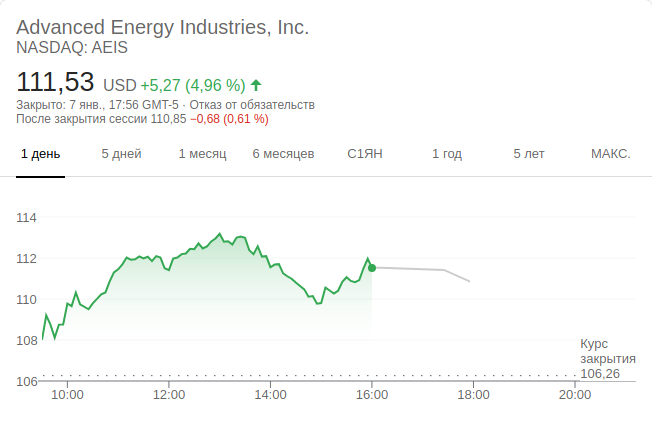 Advanced Energy Industries, Inc.
NASDAQ: AEIS
111,53 USD +5,27 (4,96 %)
Закрыто: 7 янв., 17:56 GMT-5 · Отказ от обязательств
После закрытия сессии 110,85 −0,68 (0,61 %)
1 день 5 дней 1 месяц 6 месяцев С1ЯН 1 год 5 лет МАКС.
114
112
110
108
Курс
закрытия
106,26
106
10:00 12:00 14:00 16:00 18:00 20:00